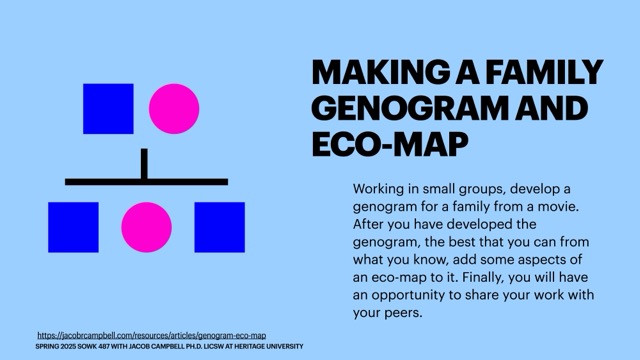 MAKING A FAMILY
GENOGRAM AND
ECO-MAP
Working in small groups, develop a
genogram for a family from a movie.
After you have developed the
genogram, the best that you can from
what you know, add some aspects of
an eco-map to it. Finally, you will have
an opportunity to share your work with
your peers.
https://jacobrcampbell.com/resources/articles/genogram-eco-map
SPRING 2025 SOWK 487 WITH JACOB CAMPBELL PH.D. LICSW AT HERITAGE UNIVERSITY